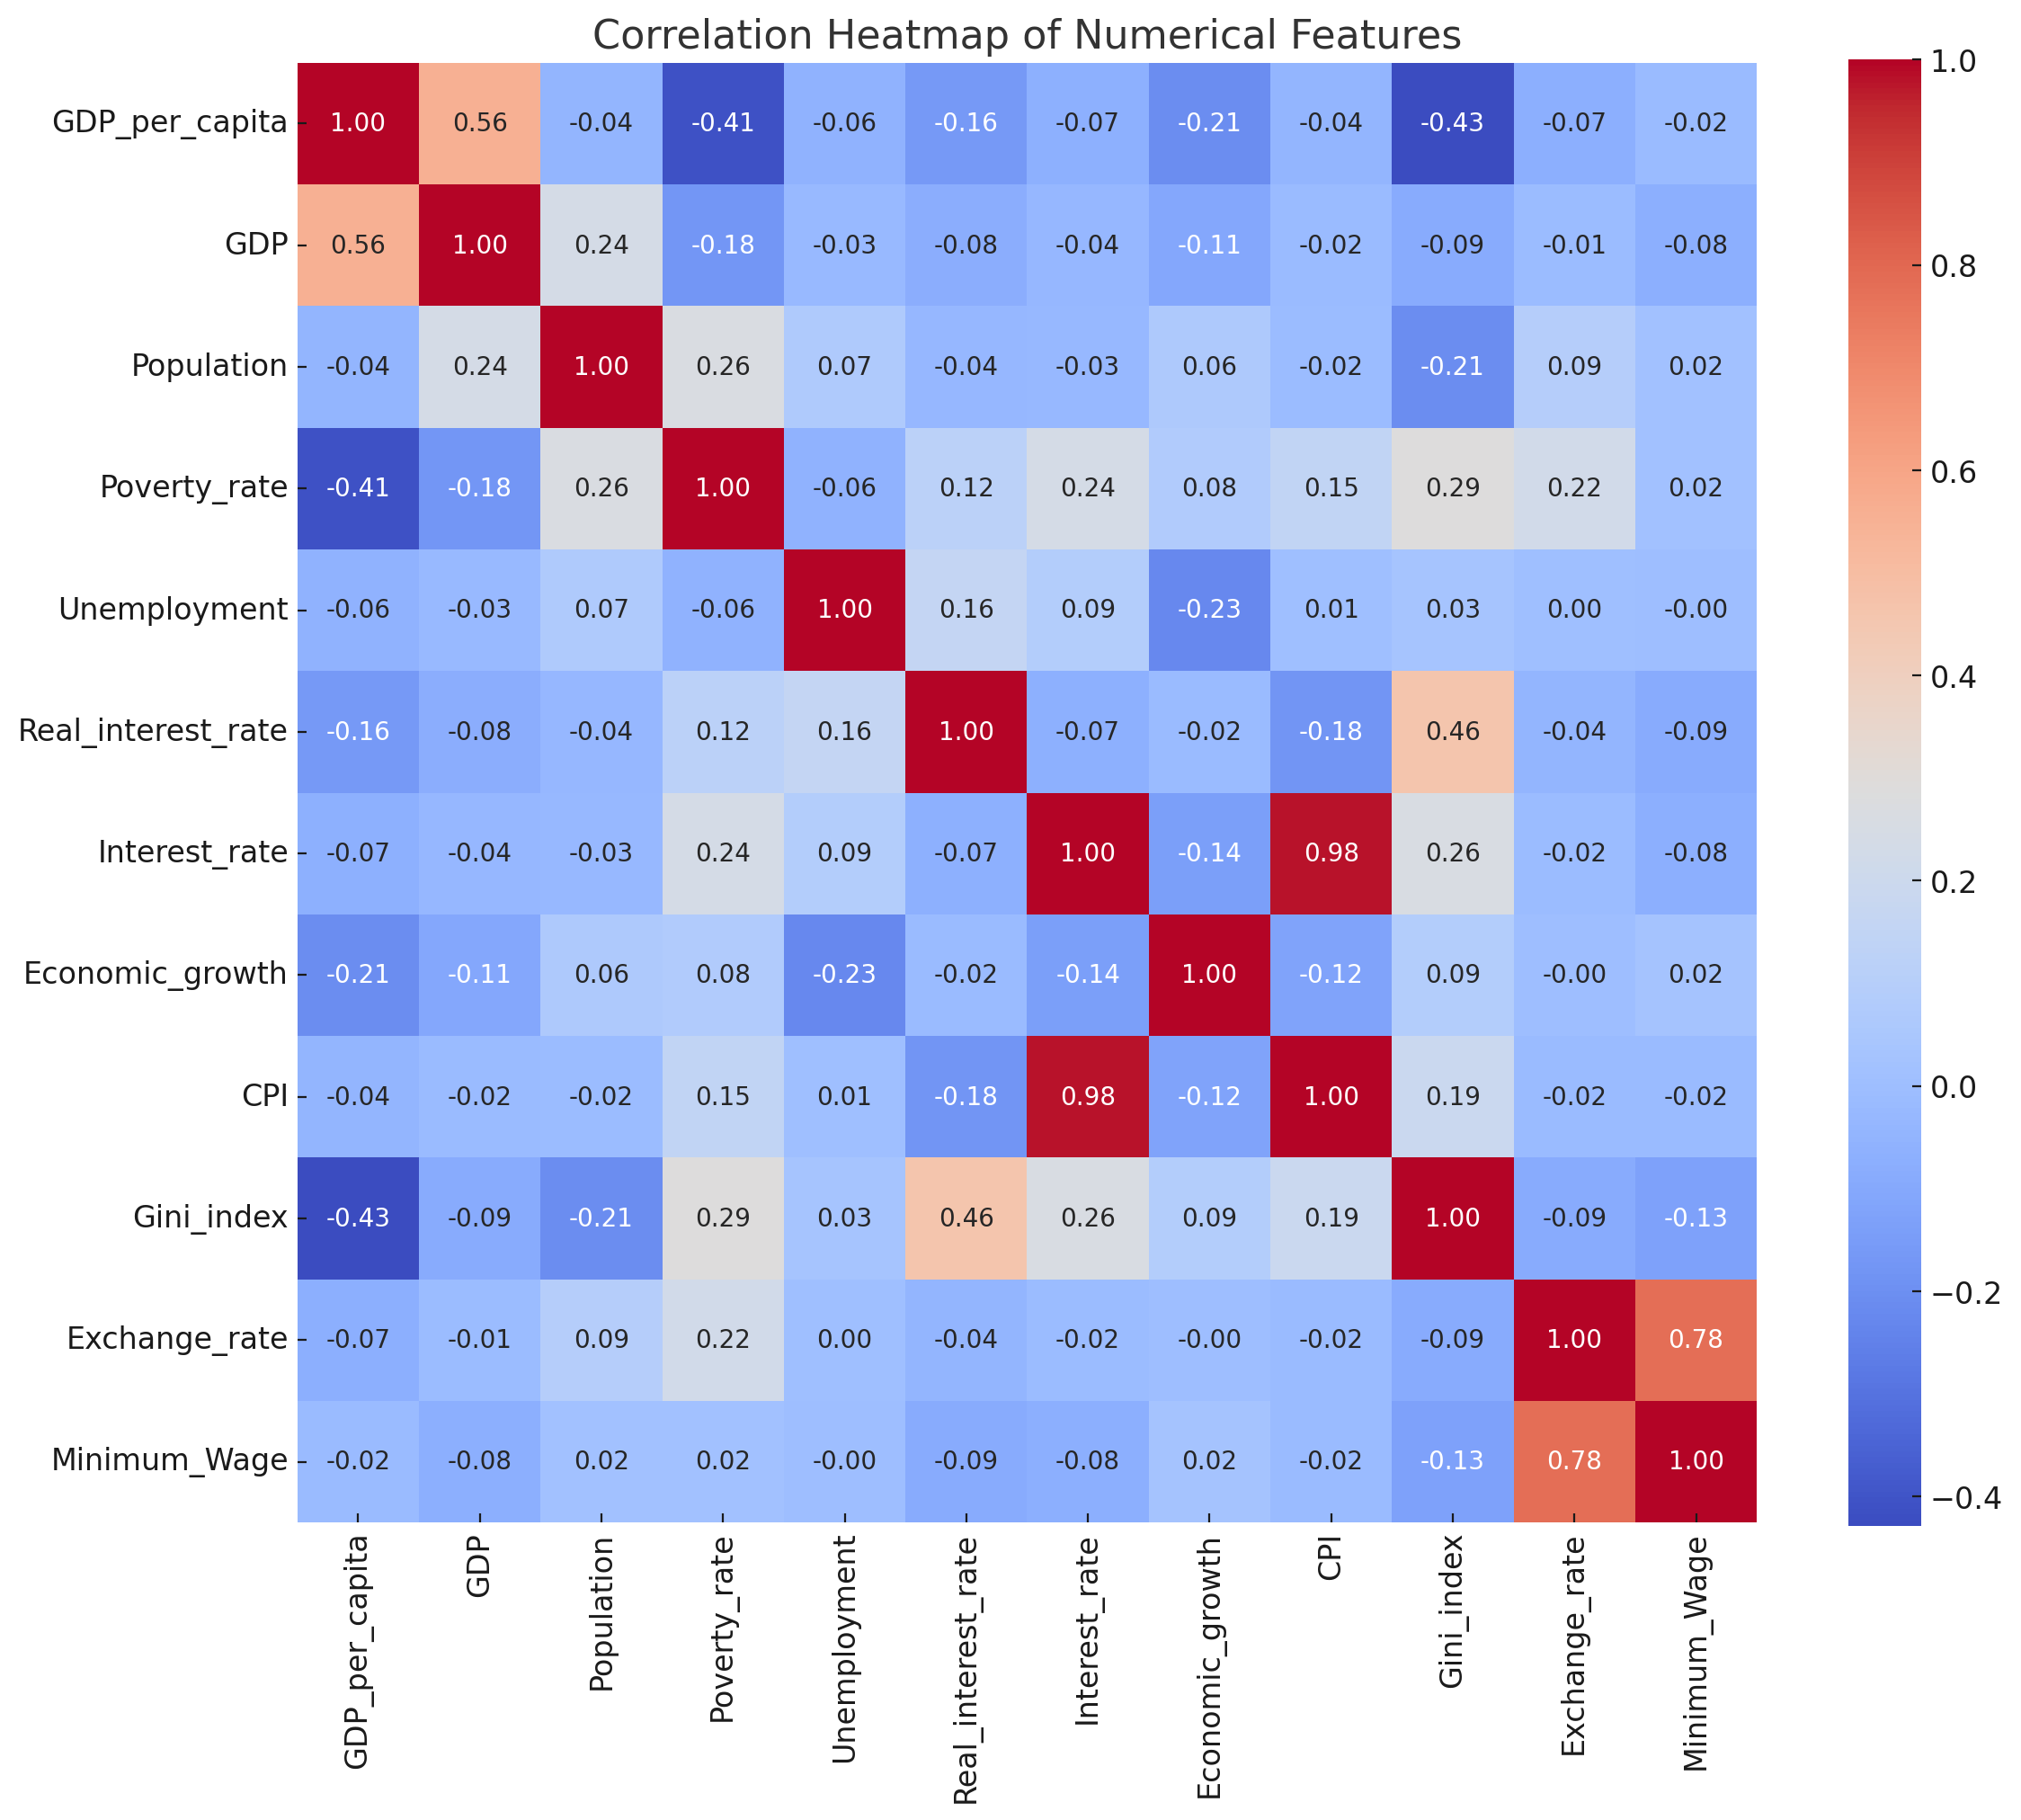 Correlation Heatmap of Numerical Features
GDP_per_capita 1.00 0.56 -0.04 -0.41 -0.06 -0.16 -0.07 -0.21 -0.04 -0.43 -0.07 -0.02
GDP 0.56 1.00 0.24 -0.18 -0.03 -0.08 -0.04 -0.11 -0.02 -0.09 -0.01 -0.08
Population -0.04 0.24 1.00 0.26 0.07 -0.04 -0.03 0.06 -0.02 -0.21 0.09 0.02
Poverty_rate -0.41 -0.18 0.26 1.00 -0.06 0.12 0.24 0.08 0.15 0.29 0.22 0.02
Unemployment -0.06 -0.03 0.07 -0.06 1.00 0.16 0.09 -0.23 0.01 0.03 0.00 -0.00
Real_interest_rate -0.16 -0.08 -0.04 0.12 0.16 1.00 -0.07 -0.02 -0.18 0.46 -0.04 -0.09
Interest_rate -0.07 -0.04 -0.03 0.24 0.09 -0.07 1.00 -0.14 0.98 0.26 -0.02 -0.08
Economic_growth -0.21 -0.11 0.06 0.08 -0.23 -0.02 -0.14 1.00 -0.12 0.09 -0.00 0.02
CPI -0.04 -0.02 -0.02 0.15 0.01 -0.18 0.98 -0.12 1.00 0.19 -0.02 -0.02
Gini_index -0.43 -0.09 -0.21 0.29 0.03 0.46 0.26 0.09 0.19 1.00 -0.09 -0.13
Exchange_rate -0.07 -0.01 0.09 0.22 0.00 -0.04 -0.02 -0.00 -0.02 -0.09 1.00 0.78
Minimum_Wage -0.02 -0.08 0.02 0.02 -0.00 -0.09 -0.08 0.02 -0.02 -0.13 0.78 1.00
GDP_per_capita
GDP
Population
Poverty_rate
Unemployment
Real_interest_rate
Interest_rate
Economic_growth
CPI
Gini_index
Exchange_rate
Minimum_Wage
1.0
0.8
0.6
0.4
0.2
0.0
−0.2
−0.4